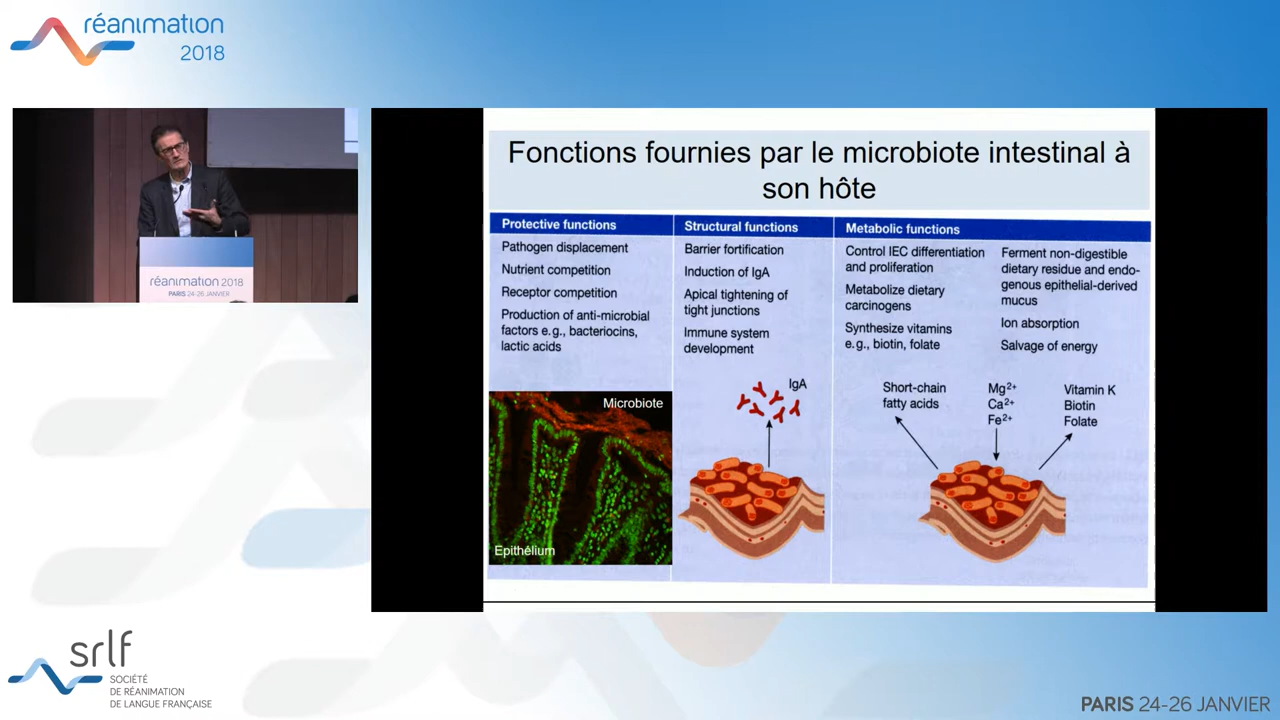 réanimation
2018
Fonctions fournies par le microbiote intestinal à
son hôte
Protective functions
Pathogen displacement
Nutrient competition
Receptor competition
Production of anti-microbial
factors e.g., bacteriocins,
lactic acids
Microbiote
Epithélium
Structural functions
Barrier fortification
Induction of IgA
Apical tightening of
tight junctions
Immune system
development
IgA
Metabolic functions
Control IEC differentiation
and proliferation
Metabolize dietary
carcinogens
Synthesize vitamins
e.g., biotin, folate
Ferment non-digestible
dietary residue and endo-
genous epithelial-derived
mucus
Ion absorption
Salvage of energy
Short-chain
fatty acids
Mg2+
Ca2+
Fe2+
Vitamin K
Biotin
Folate
réanimation 2018
PARIS 24-26 JANVIER
srlf
SOCIÉTÉ
DE RÉANIMATION
DE LANGUE FRANÇAISE
PARIS 24-26 JANVIER